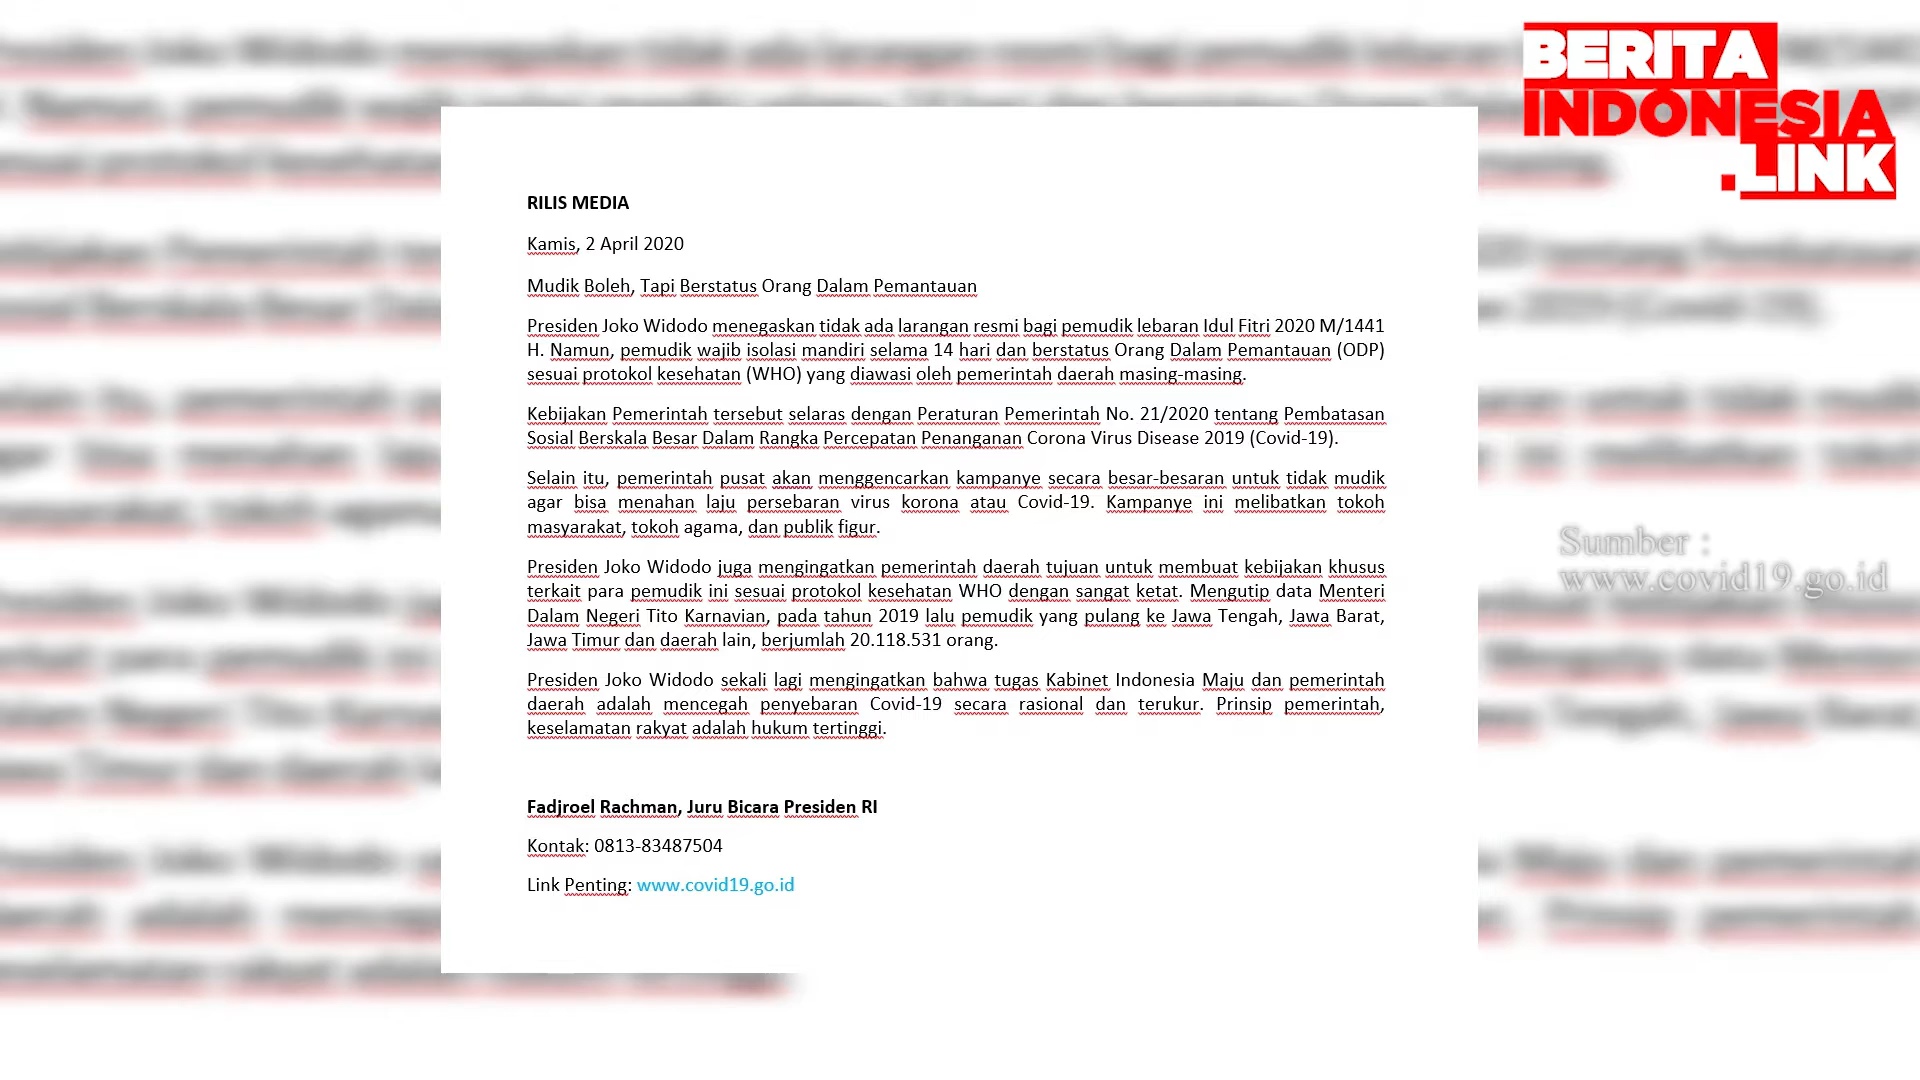 BERITA
INDONESIA
.LINK
RILIS MEDIA
Kamis, 2 April 2020
Mudik Boleh, Tapi Berstatus Orang Dalam Pemantauan
Presiden Joko Widodo menegaskan tidak ada larangan resmi bagi pemudik lebaran Idul Fitri 2020 M/1441
H. Namun, pemudik wajib isolasi mandiri selama 14 hari dan berstatus Orang Dalam Pemantauan (ODP)
sesuai protokol kesehatan (WHO) yang diawasi oleh pemerintah daerah masing-masing.
Kebijakan Pemerintah tersebut selaras dengan Peraturan Pemerintah No. 21/2020 tentang Pembatasan
Sosial Berskala Besar Dalam Rangka Percepatan Penanganan Corona Virus Disease 2019 (Covid-19).
Selain itu, pemerintah pusat akan menggencarkan kampanye secara besar-besaran untuk tidak mudik
agar bisa menahan laju persebaran virus korona atau Covid-19. Kampanye ini melibatkan tokoh
masyarakat, tokoh agama, dan publik figur.
Presiden Joko Widodo juga mengingatkan pemerintah daerah tujuan untuk membuat kebijakan khusus
terkait para pemudik ini sesuai protokol kesehatan WHO dengan sangat ketat. Mengutip data Menteri
Dalam Negeri Tito Karnavian, pada tahun 2019 lalu pemudik yang pulang ke Jawa Tengah, Jawa Barat,
Jawa Timur dan daerah lain, berjumlah 20.118.531 orang.
Presiden Joko Widodo sekali lagi mengingatkan bahwa tugas Kabinet Indonesia Maju dan pemerintah
daerah adalah mencegah penyebaran Covid-19 secara rasional dan terukur. Prinsip pemerintah,
keselamatan rakyat adalah hukum tertinggi.
Fadjroel Rachman, Juru Bicara Presiden RI
Kontak: 0813-83487504
Link Penting: www.covid19.go.id
Sumber :
www.covid19.go.id